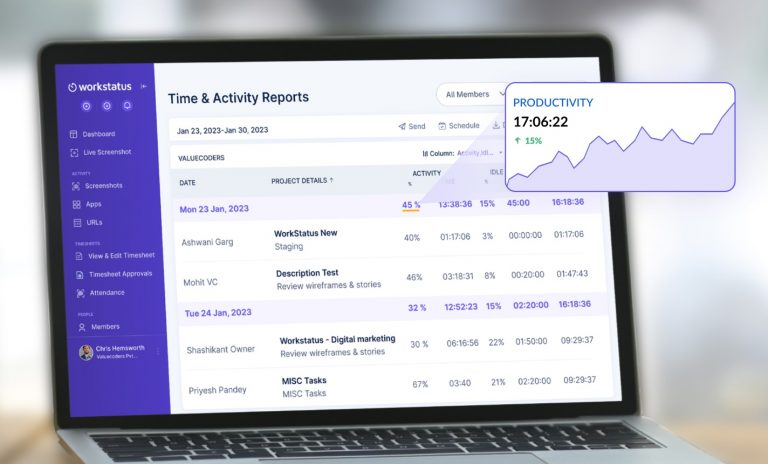 workstatus
Dashboard
Live Screenshot
ACTIVITY
Screenshots
Apps
URLs
TIMESHEETS
View & Edit Timesheet
Timesheet Approvals
Attendance
PEOPLE
Members
Chris Hemsworth
Valuecoders Pvt...
Time & Activity Reports
All Members
Jan 23, 2023-Jan 30, 2023
Send Schedule
VALUECODERS
Column: Activity,Idl...
DATE PROJECT DETAILS ↑ ACTIVITY IDLE
% %
Mon 23 Jan, 2023 45 % 13:38:36 15% 45:00 16:18:36
Ashwani Garg WorkStatus New 40% 01:17:06 3% 00:00:00 01:17:06
Staging
Mohit VC Description Test 46% 03:18:31 8% 00:20:00 01:47:43
Review wireframes & stories
Tue 24 Jan, 2023 32 % 12:52:23 15% 02:20:00 16:18:36
Shashikant Owner Workstatus - Digital marketing 30 % 06:16:56 22% 01:50:00 09:29:37
Review wireframes & stories
Priyesh Pandey MISC Tasks 67% 03:40 21% 02:20:00 09:29:37
MISC Tasks
PRODUCTIVITY
17:06:22
↑ 15%